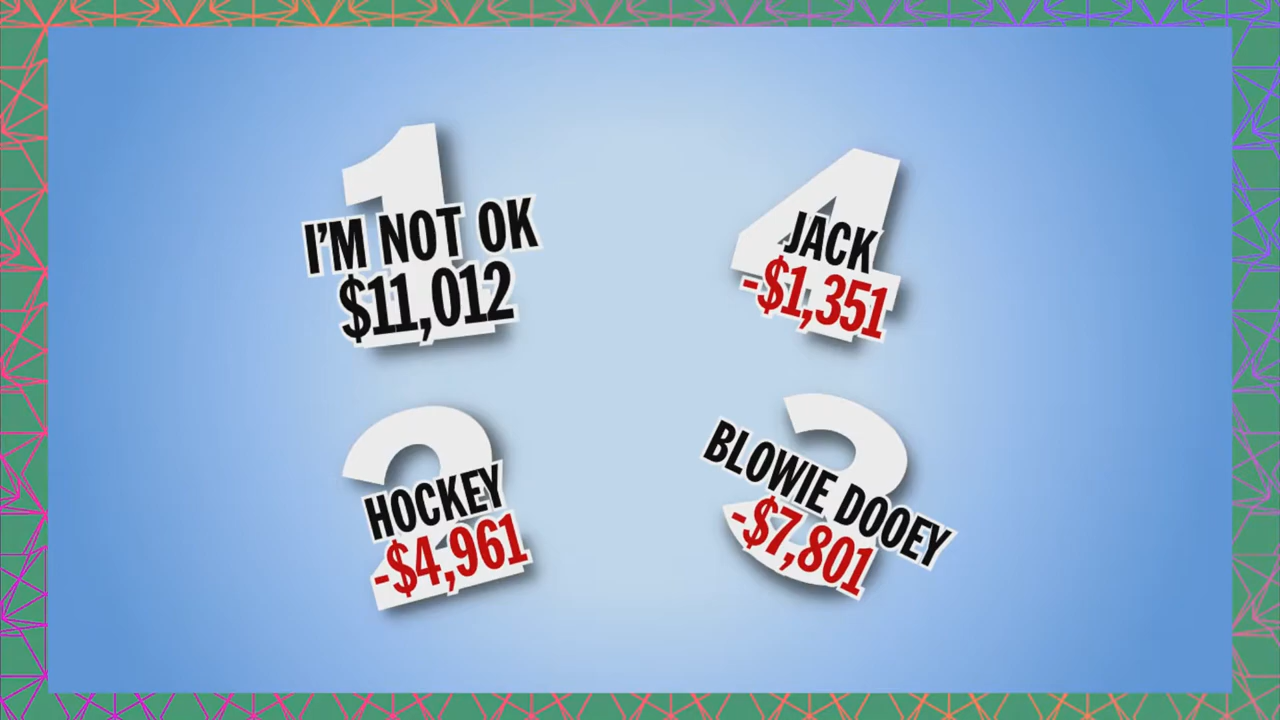 1
I'M NOT OK
$11,012
4
JACK
-$1,351
2
HOCKEY
-$4,961
3
BLOWIE DOOEY
-$7,801